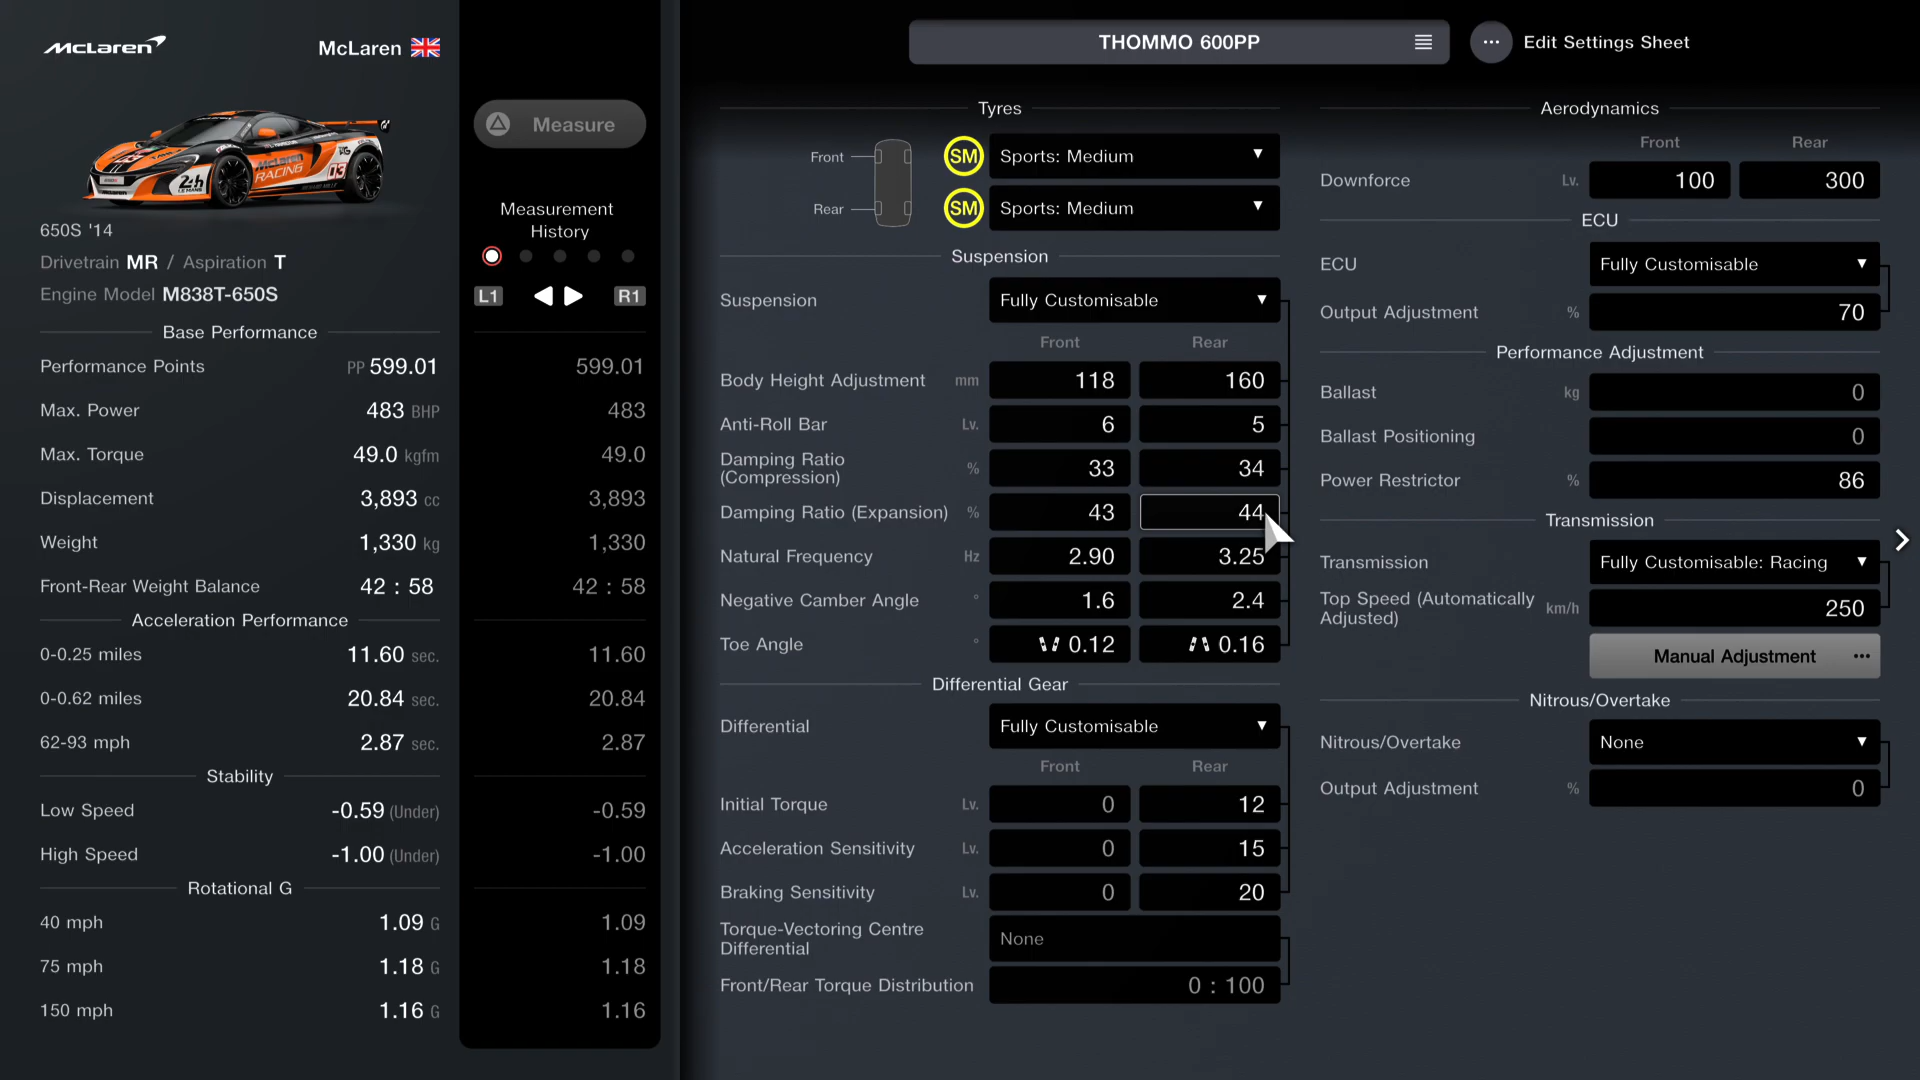 McLaren
McLaren
THOMMO 600PP
Edit Settings Sheet
Measure
Measurement
History
L1
R1
650S '14
Drivetrain MR / Aspiration T
Engine Model M838T-650S
Base Performance
Performance Points PP 599.01 599.01
Max. Power 483 BHP 483
Max. Torque 49.0 kgfm 49.0
Displacement 3,893 cc 3,893
Weight 1,330 kg 1,330
Front-Rear Weight Balance 42 : 58 42 : 58
Acceleration Performance
0-0.25 miles 11.60 sec. 11.60
0-0.62 miles 20.84 sec. 20.84
62-93 mph 2.87 sec. 2.87
Stability
Low Speed -0.59 (Under) -0.59
High Speed -1.00 (Under) -1.00
Rotational G
40 mph 1.09 G 1.09
75 mph 1.18 G 1.18
150 mph 1.16 G 1.16
Tyres
Front SM Sports: Medium
Rear SM Sports: Medium
Suspension
Suspension Fully Customisable
Front Rear
Body Height Adjustment mm 118 160
Anti-Roll Bar Lv. 6 5
Damping Ratio
(Compression) % 33 34
Damping Ratio (Expansion) % 43 44
Natural Frequency Hz 2.90 3.25
Negative Camber Angle ° 1.6 2.4
Toe Angle ° 0.12 0.16
Differential Gear
Differential Fully Customisable
Front Rear
Initial Torque Lv. 0 12
Acceleration Sensitivity Lv. 0 15
Braking Sensitivity Lv. 0 20
Torque-Vectoring Centre
Differential None
Front/Rear Torque Distribution 0 : 100
Aerodynamics
Front Rear
Downforce Lv. 100 300
ECU
ECU Fully Customisable
Output Adjustment % 70
Performance Adjustment
Ballast kg 0
Ballast Positioning 0
Power Restrictor % 86
Transmission
Transmission Fully Customisable: Racing
Top Speed (Automatically
Adjusted) km/h 250
Manual Adjustment
Nitrous/Overtake
Nitrous/Overtake None
Output Adjustment % 0
McLAREN
RACING
03
24h
LE MANS